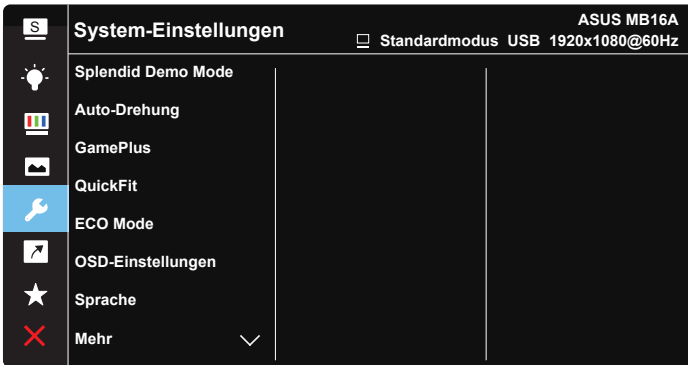 S
System-Einstellungen
ASUS MB16A
Standardmodus USB 1920x1080@60Hz
Splendid Demo Mode
Auto-Drehung
GamePlus
QuickFit
ECO Mode
OSD-Einstellungen
Sprache
Mehr